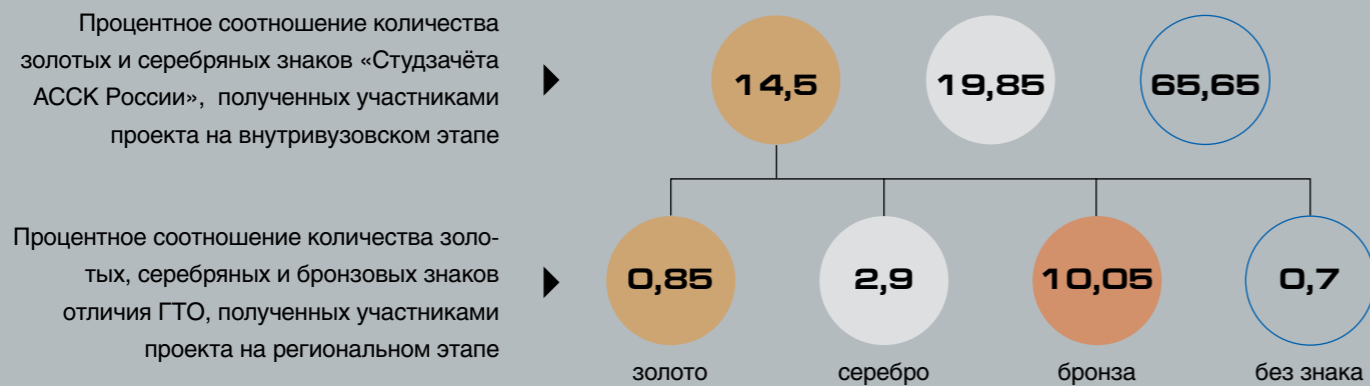 Процентное соотношение количества
золотых и серебряных знаков «Студзачёта
АССК России», полученных участниками
проекта на внутривузовском этапе
14,5
19,85
65,65
Процентное соотношение количества золо-
тых, серебряных и бронзовых знаков
отличия ГТО, полученных участниками
проекта на региональном этапе
0,85
2,9
10,05
0,7
золото
серебро
бронза
без знака